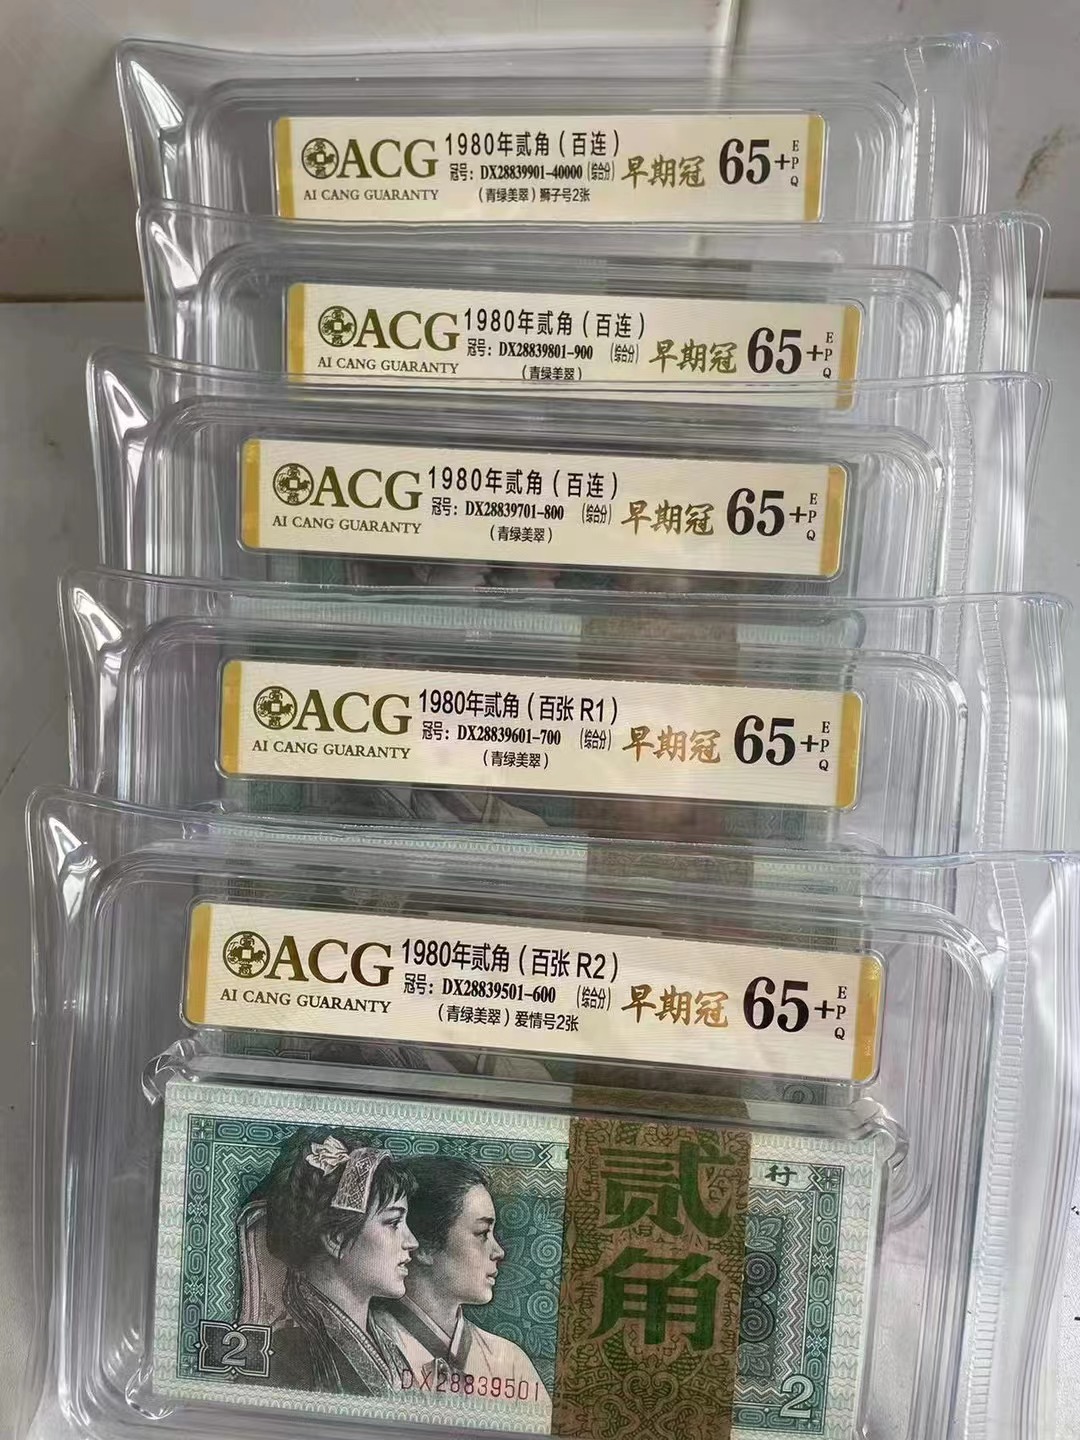 ACG
AI CANG GUARANTY
1980年贰角（百连）
冠号：DX28839901-40000（综合分）
（青绿美翠）狮子号2张
早期冠
65+
EPQ
ACG
AI CANG GUARANTY
1980年贰角（百连）
冠号：DX28839801-900（综合分）
（青绿美翠）
早期冠
65+
EPQ
ACG
AI CANG GUARANTY
1980年贰角（百连）
冠号：DX28839701-800（综合分）
（青绿美翠）
早期冠
65+
EPQ
ACG
AI CANG GUARANTY
1980年贰角（百张 R1）
冠号：DX28839601-700（综合分）
（青绿美翠）
早期冠
65+
EPQ
ACG
AI CANG GUARANTY
1980年贰角（百张 R2）
冠号：DX28839501-600（综合分）
（青绿美翠）爱情号2张
早期冠
65+
EPQ
2
行
贰角
2
DX28839501
2